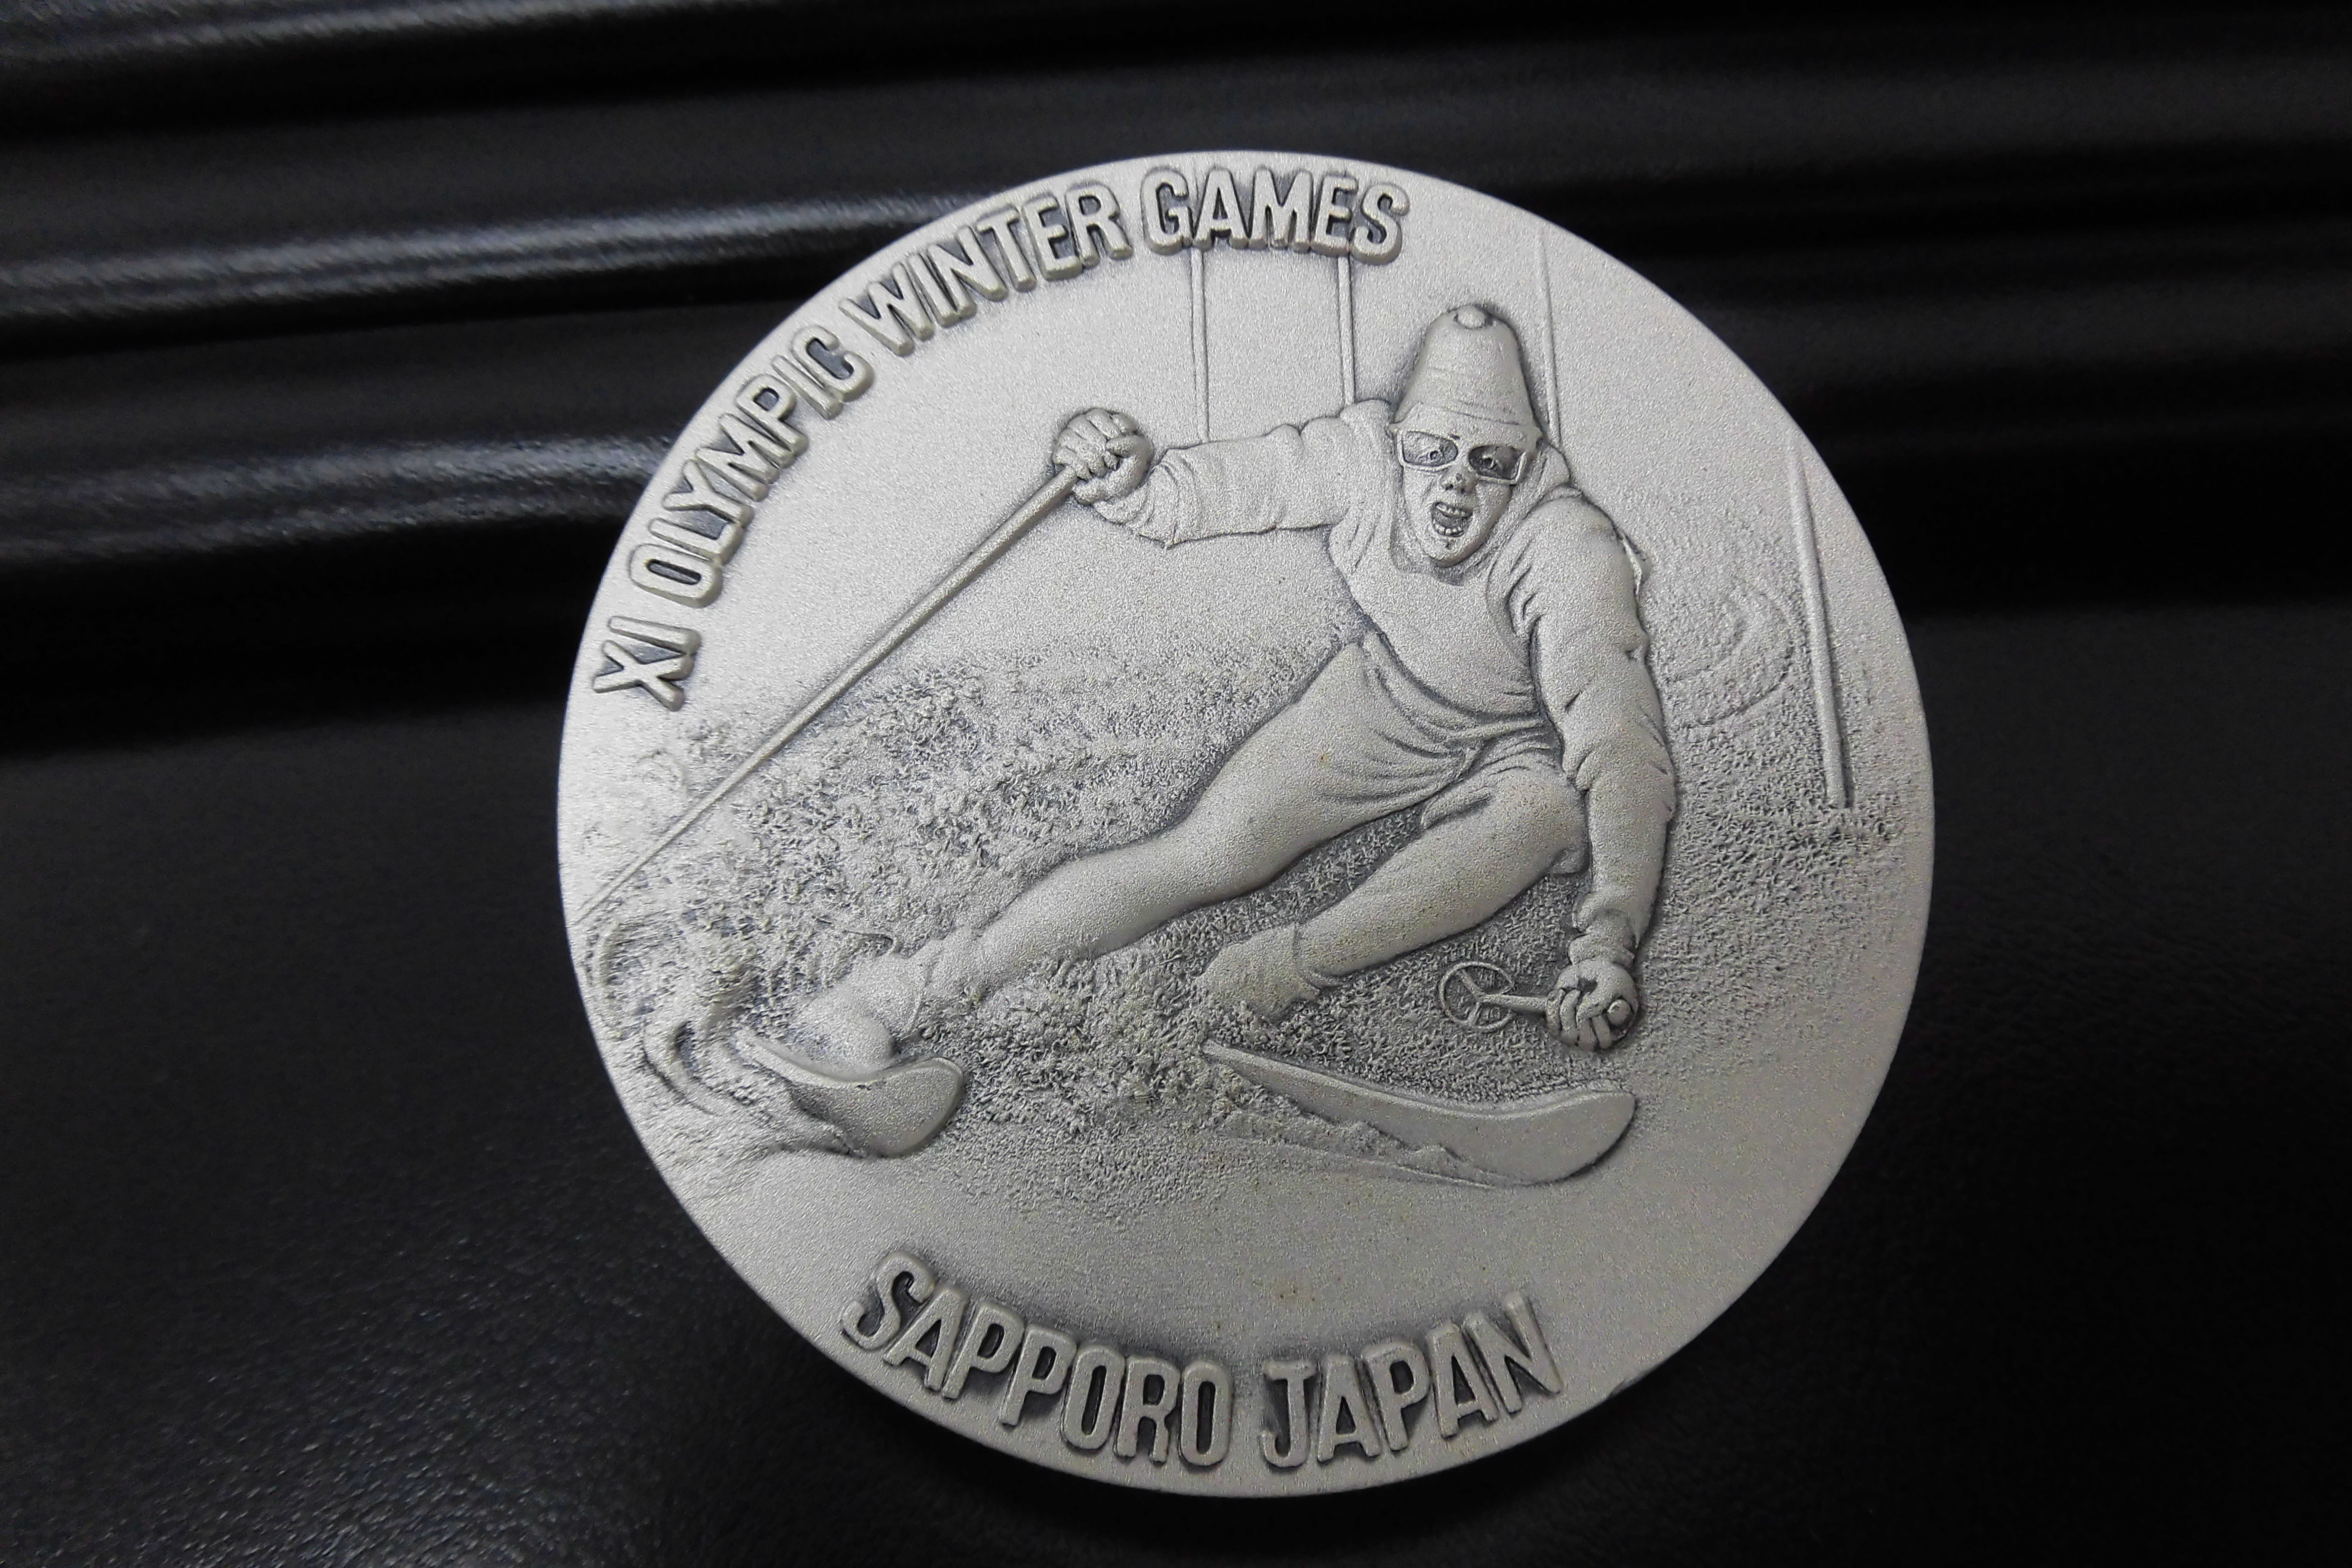 XI OLYMPIC WINTER GAMES
SAPPORO JAPAN